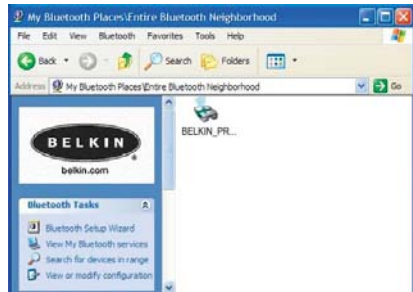 My Bluetooth Places\Entire Bluetooth Neighborhood
File Edit View Bluetooth Favorites Tools Help
Back Search Folders
Address My Bluetooth Places\Entire Bluetooth Neighborhood Go
BELKIN
belkin.com
BELKIN_PR...
Bluetooth Tasks
Bluetooth Setup Wizard
View My Bluetooth services
Search for devices in range
View or modify configuration